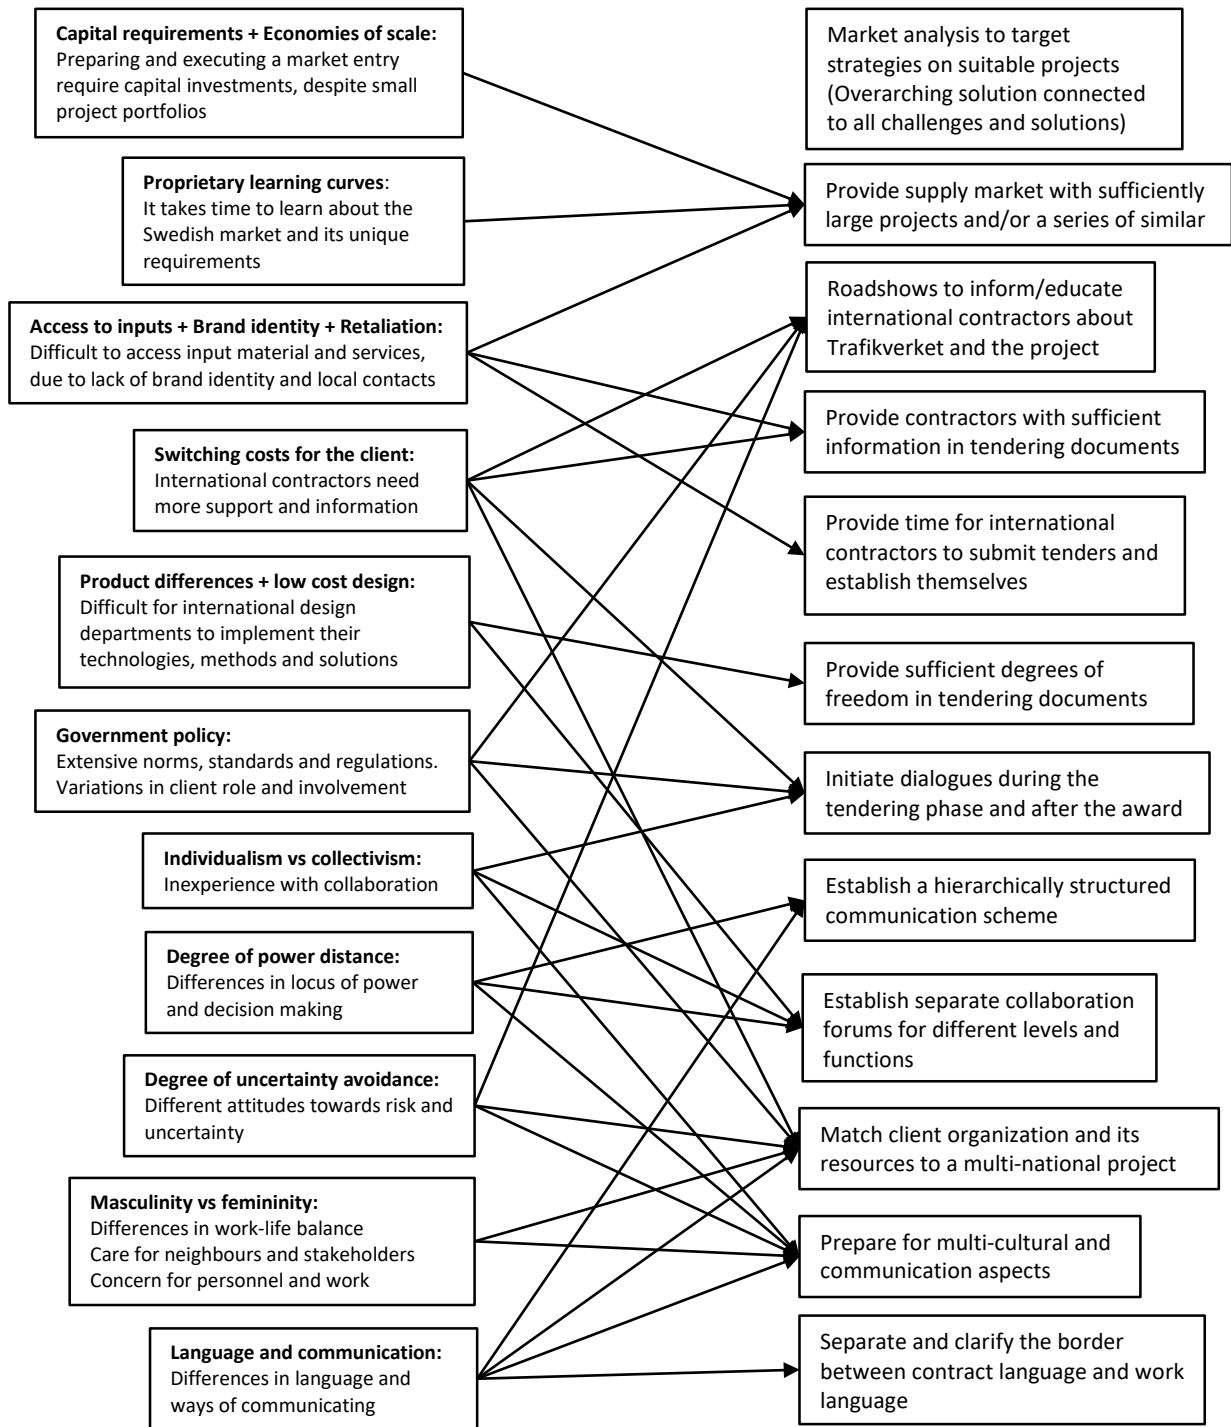 Capital requirements + Economies of scale:
Preparing and executing a market entry
require capital investments, despite small
project portfolios
Proprietary learning curves:
It takes time to learn about the
Swedish market and its unique
requirements
Access to inputs + Brand identity + Retaliation:
Difficult to access input material and services,
due to lack of brand identity and local contacts
Switching costs for the client:
International contractors need
more support and information
Product differences + low cost design:
Difficult for international design
departments to implement their
technologies, methods and solutions
Government policy:
Extensive norms, standards and regulations.
Variations in client role and involvement
Individualism vs collectivism:
Inexperience with collaboration
Degree of power distance:
Differences in locus of power
and decision making
Degree of uncertainty avoidance:
Different attitudes towards risk and
uncertainty
Masculinity vs femininity:
Differences in work-life balance
Care for neighbours and stakeholders
Concern for personnel and work
Language and communication:
Differences in language and
ways of communicating
Market analysis to target
strategies on suitable projects
(Overarching solution connected
to all challenges and solutions)
Provide supply market with sufficiently
large projects and/or a series of similar
Roadshows to inform/educate
international contractors about
Trafikverket and the project
Provide contractors with sufficient
information in tendering documents
Provide time for international
contractors to submit tenders and
establish themselves
Provide sufficient degrees of
freedom in tendering documents
Initiate dialogues during the
tendering phase and after the award
Establish a hierarchically structured
communication scheme
Establish separate collaboration
forums for different levels and
functions
Match client organization and its
resources to a multi-national project
Prepare for multi-cultural and
communication aspects
Separate and clarify the border
between contract language and work
language